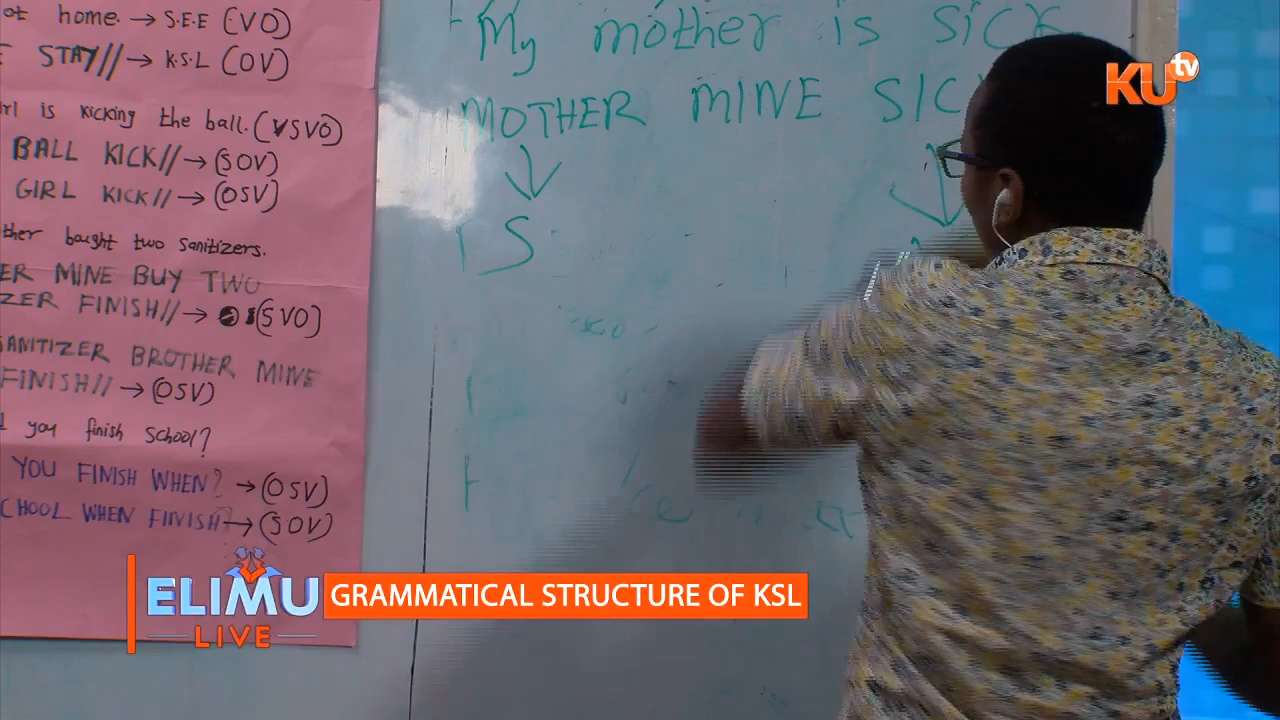 at home. → S.E.E (VO)
STAY// → K.S.L (OV)
is kicking the ball. (VSVO)
BALL KICK// → (SOV)
GIRL KICK// → (OSV)
bought two sanitizers.
MINE BUY TWO
FINISH// → (SVO)
SANITIZER BROTHER MINE
FINISH// → (OSV)
you finish school?
YOU FINISH WHEN? → (OSV)
WHEN FINISH? → (SOV)
My mother is sick
MOTHER MINE
S
KU tv
ELIMU
LIVE
GRAMMATICAL STRUCTURE OF KSL